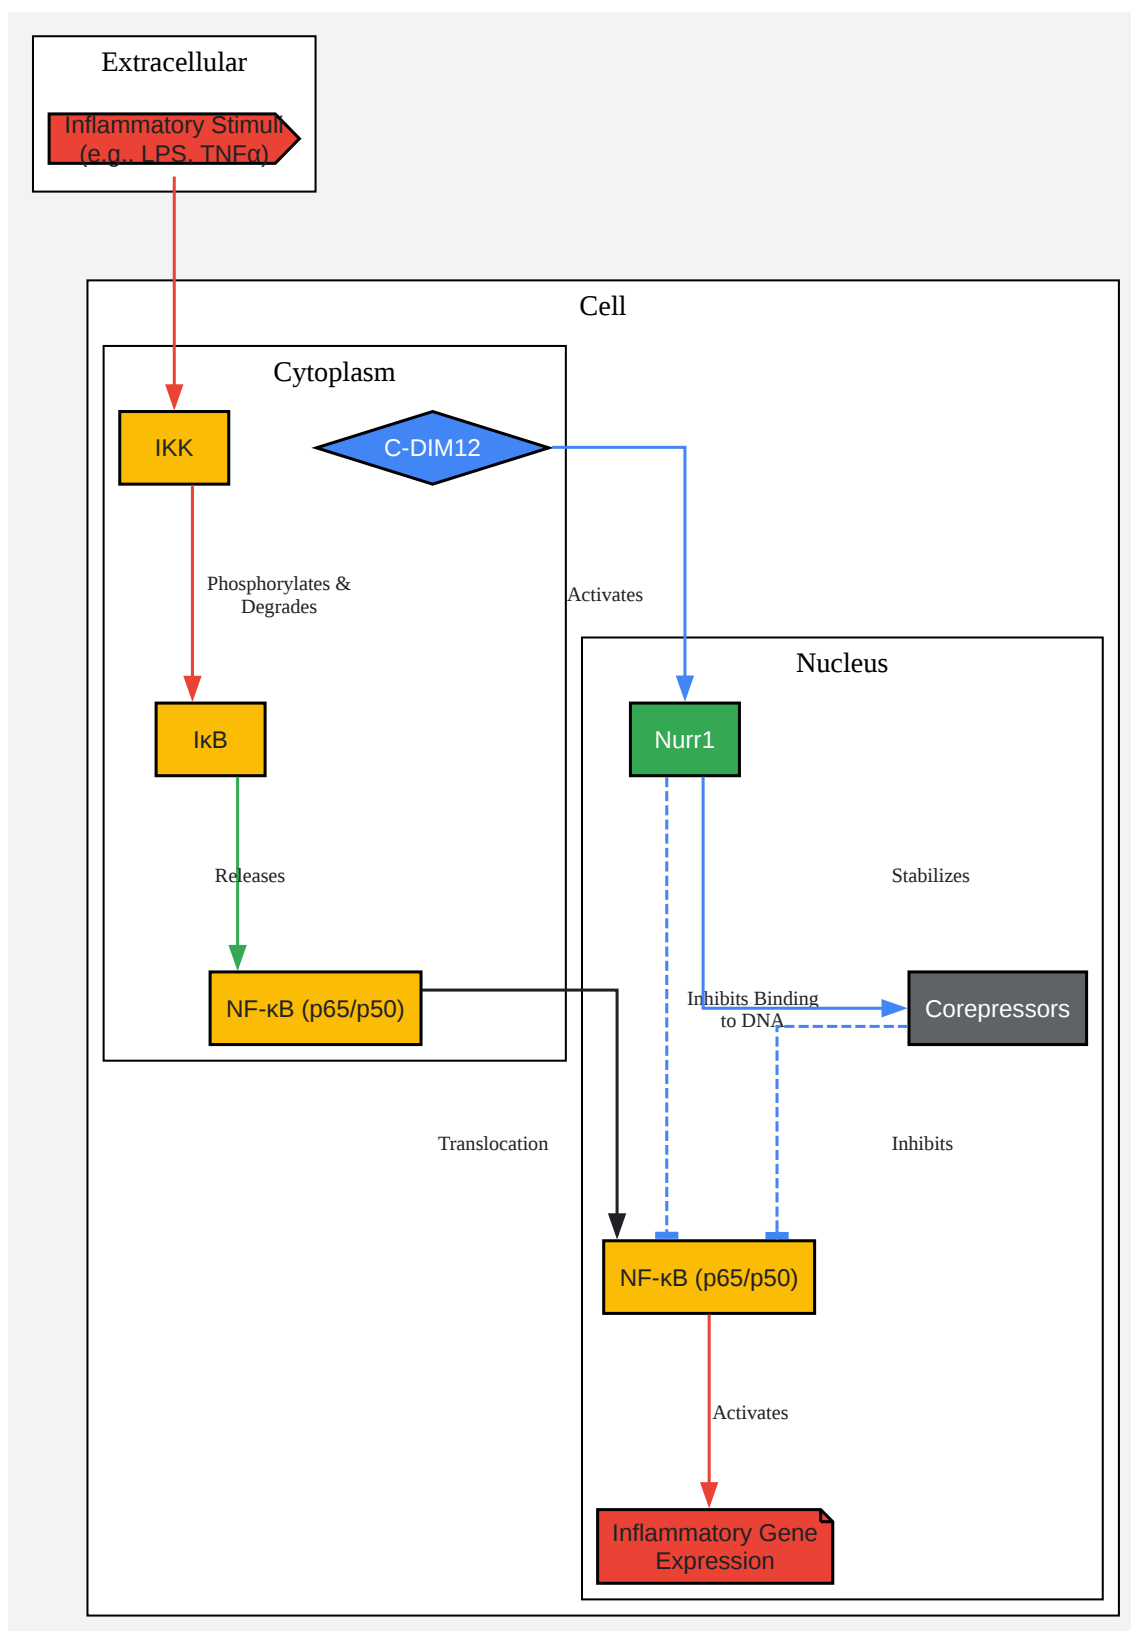 Extracellular
Inflammatory Stimuli
(e.g., LPS, TNFα)
Cell
Cytoplasm
IKK
C-DIM12
Phosphorylates &
Degrades
Activates
Nucleus
IκB
Nurr1
Releases
Stabilizes
NF-κB (p65/p50)
Inhibits Binding
to DNA
Corepressors
Translocation
Inhibits
NF-κB (p65/p50)
Activates
Inflammatory Gene
Expression